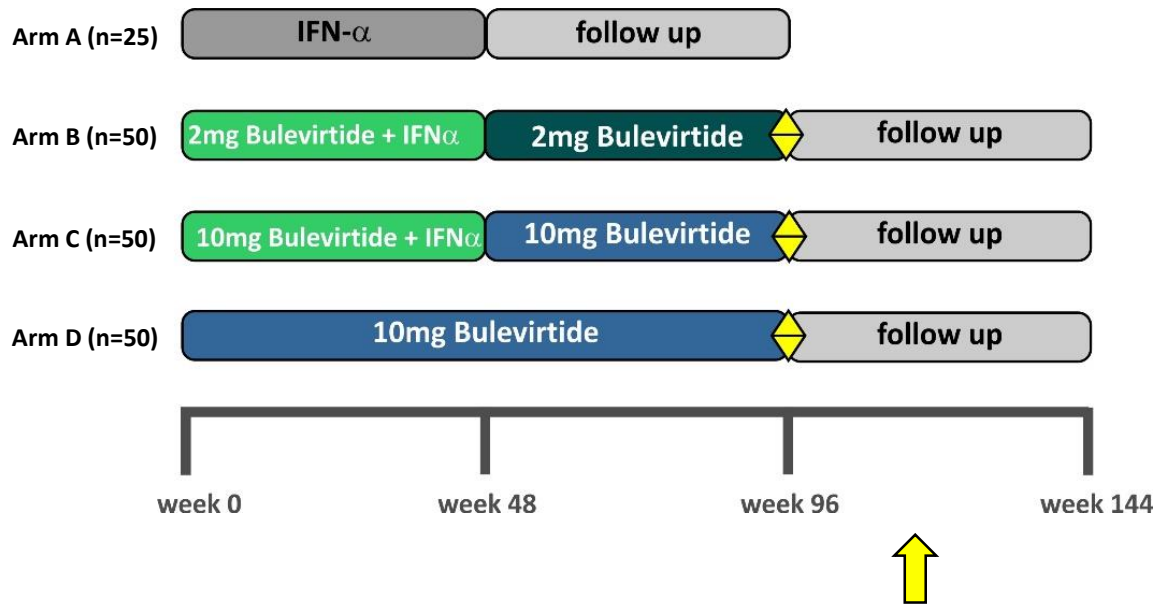 Arm A (n=25) IFN-α follow up
Arm B (n=50) 2mg Bulevirtide + IFNα 2mg Bulevirtide follow up
Arm C (n=50) 10mg Bulevirtide + IFNα 10mg Bulevirtide follow up
Arm D (n=50) 10mg Bulevirtide follow up
week 0 week 48 week 96 week 144